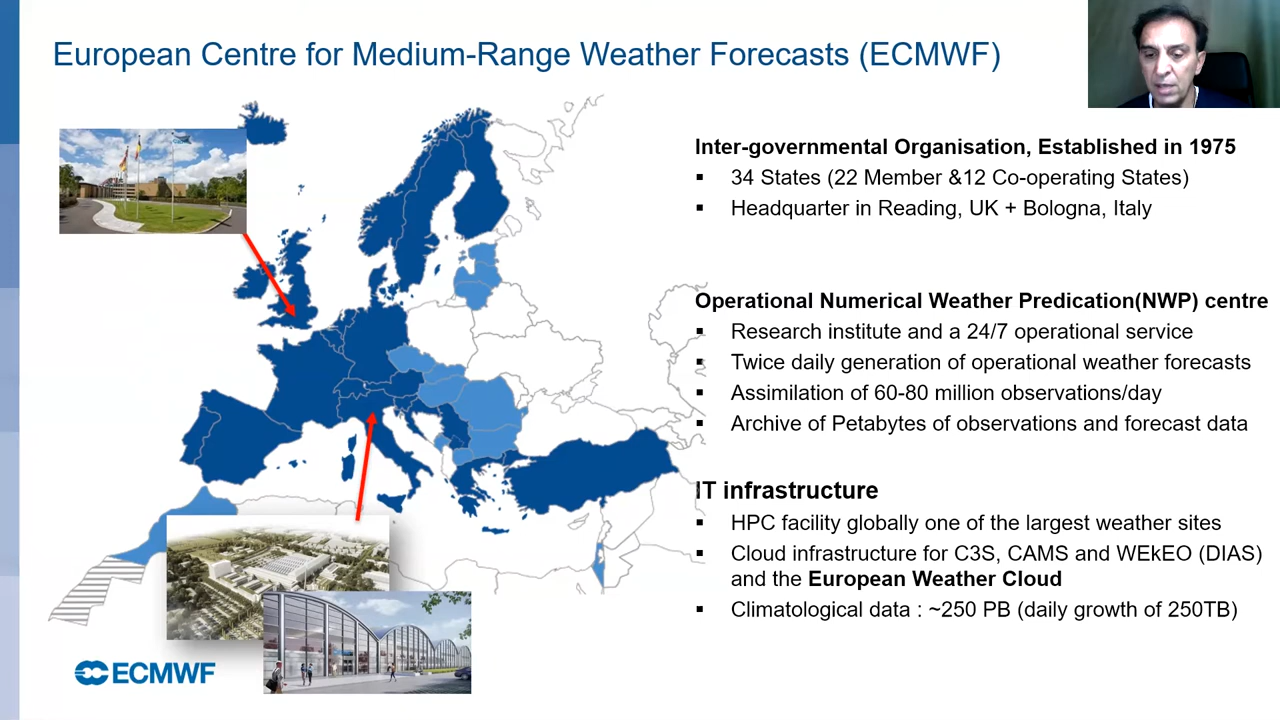 European Centre for Medium-Range Weather Forecasts (ECMWF)
Inter-governmental Organisation, Established in 1975
▪ 34 States (22 Member &12 Co-operating States)
▪ Headquarter in Reading, UK + Bologna, Italy
Operational Numerical Weather Predication(NWP) centre
▪ Research institute and a 24/7 operational service
▪ Twice daily generation of operational weather forecasts
▪ Assimilation of 60-80 million observations/day
▪ Archive of Petabytes of observations and forecast data
IT infrastructure
▪ HPC facility globally one of the largest weather sites
▪ Cloud infrastructure for C3S, CAMS and WEkEO (DIAS)
and the European Weather Cloud
▪ Climatological data : ~250 PB (daily growth of 250TB)
ECMWF